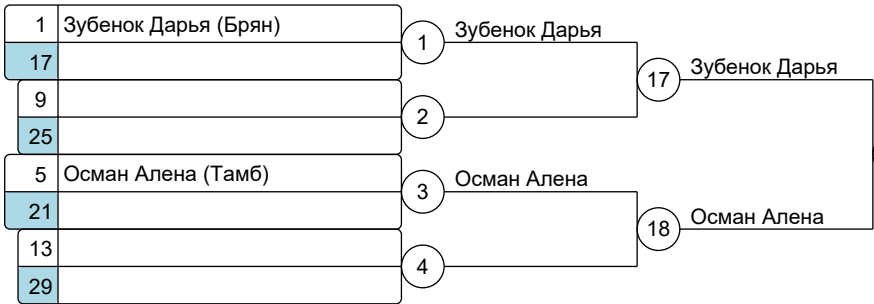 1 Зубенок Дарья (Брян)
17
1 Зубенок Дарья
9
25
2
17 Зубенок Дарья
5 Осман Алена (Тамб)
21
3 Осман Алена
13
29
4
18 Осман Алена